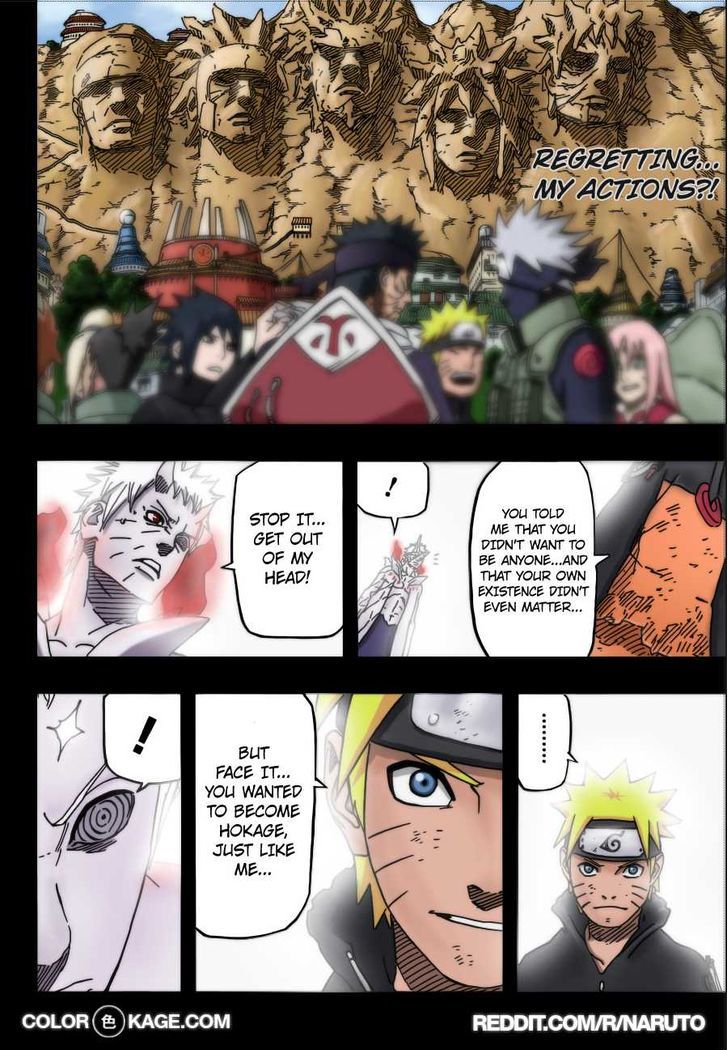 REGRETTING...
MY ACTIONS?!
!
YOU TOLD
ME THAT YOU
DIDN'T WANT TO
BE ANYONE...AND
THAT YOUR OWN
EXISTENCE DIDN'T
EVEN MATTER...
STOP IT...
GET OUT
OF MY
HEAD!
........
BUT
FACE IT...
YOU WANTED
TO BECOME
HOKAGE,
JUST LIKE
ME...
!
COLOR 色 KAGE.COM
REDDIT.COM/R/NARUTO